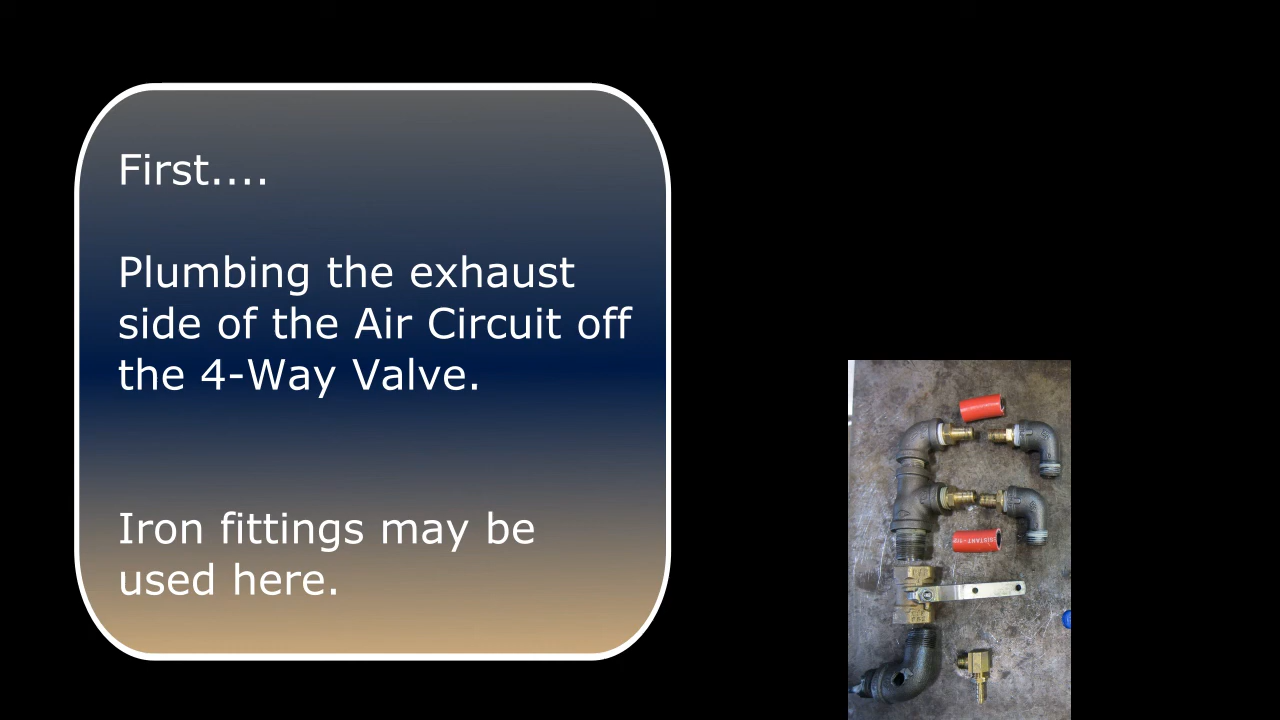 First....
Plumbing the exhaust
side of the Air Circuit off
the 4-Way Valve.
Iron fittings may be
used here.